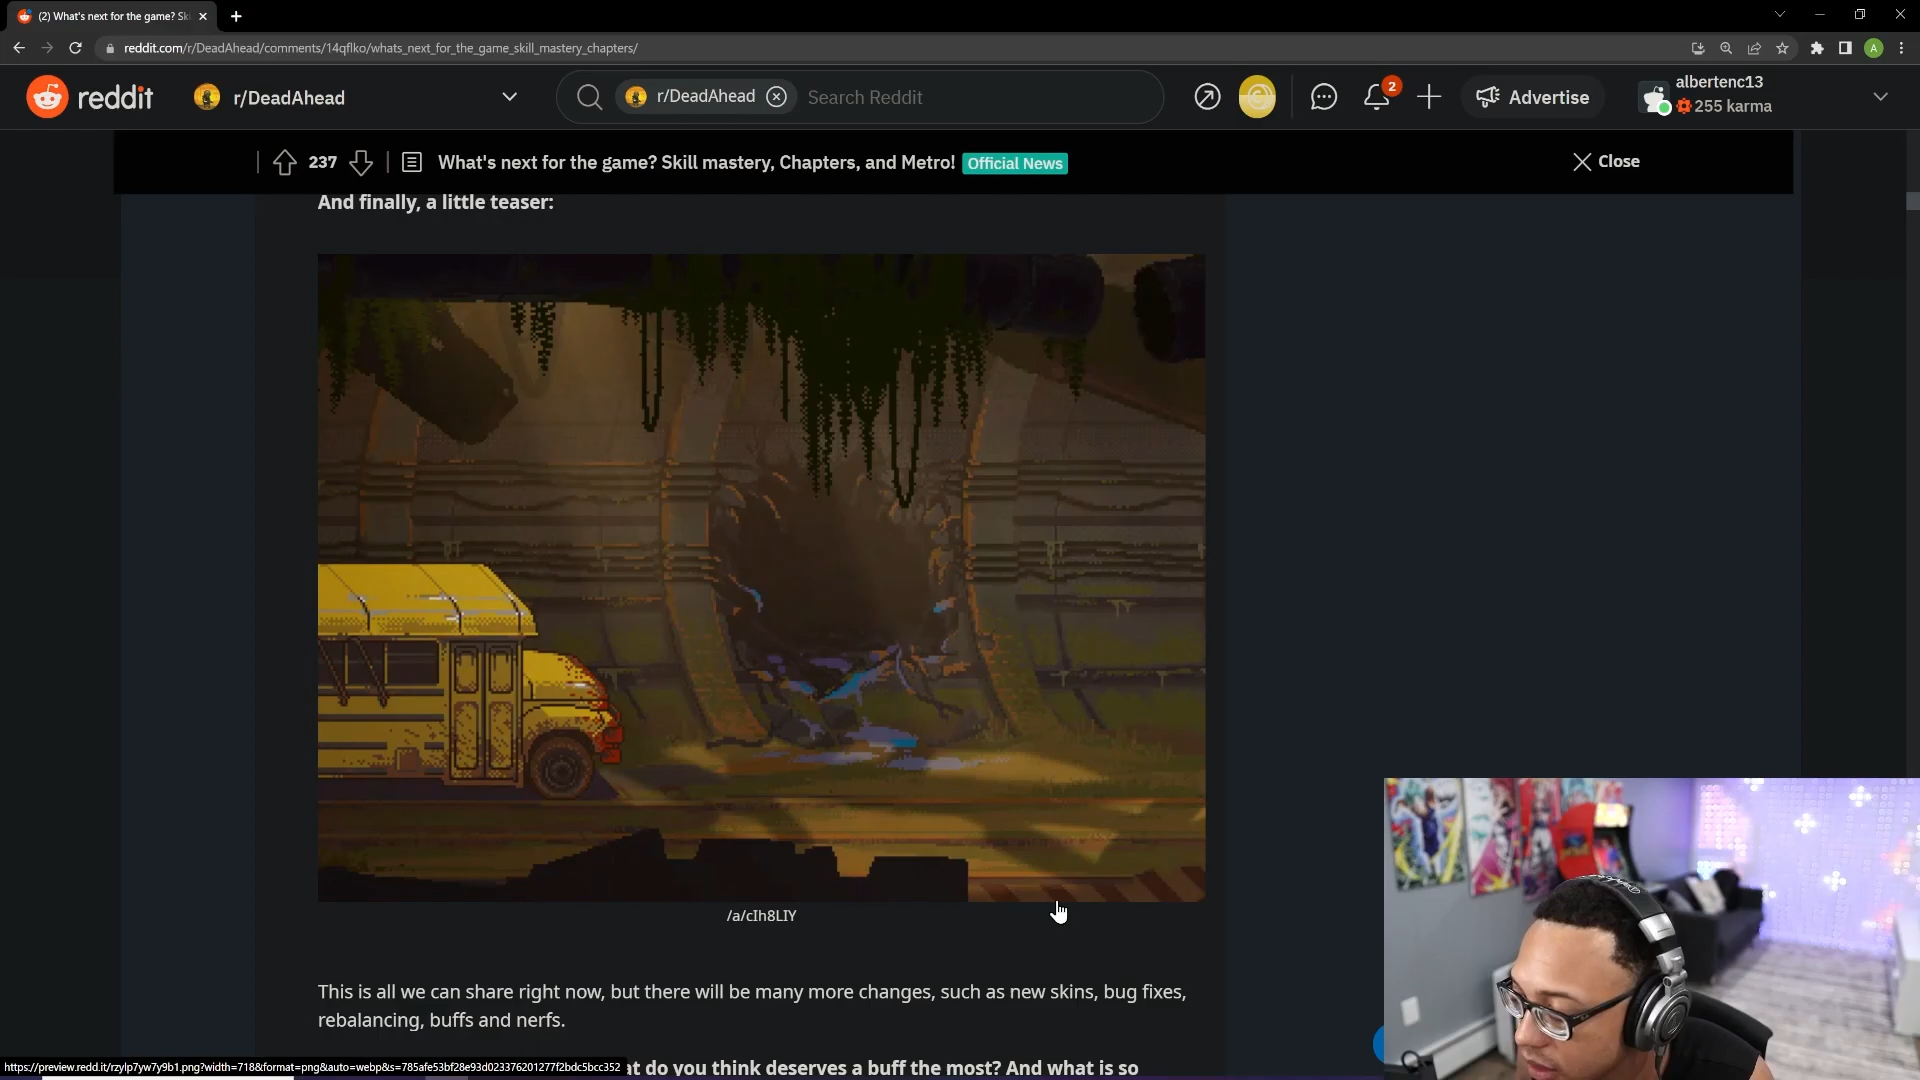 (2) What's next for the game? Ski
reddit.com/r/DeadAhead/comments/14qflko/whats_next_for_the_game_skill_mastery_chapters/
A
reddit
r/DeadAhead
r/DeadAhead
Search Reddit
2
Advertise
albertenc13
255 karma
237
What's next for the game? Skill mastery, Chapters, and Metro!
Official News
Close
And finally, a little teaser:
/a/cIh8LIY
This is all we can share right now, but there will be many more changes, such as new skins, bug fixes,
rebalancing, buffs and nerfs.
at do you think deserves a buff the most? And what is so
https://preview.redd.it/rzylp7yw7y9b1.png?width=718&format=png&auto=webp&s=785afe53bf28e93d023376201277f2bdc5bcc352